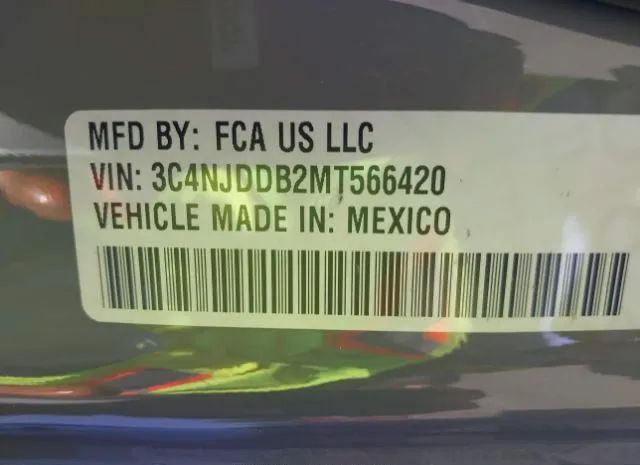 MFD BY: FCA US LLC
VIN: 3C4NJDDB2MT566420
VEHICLE MADE IN: MEXICO